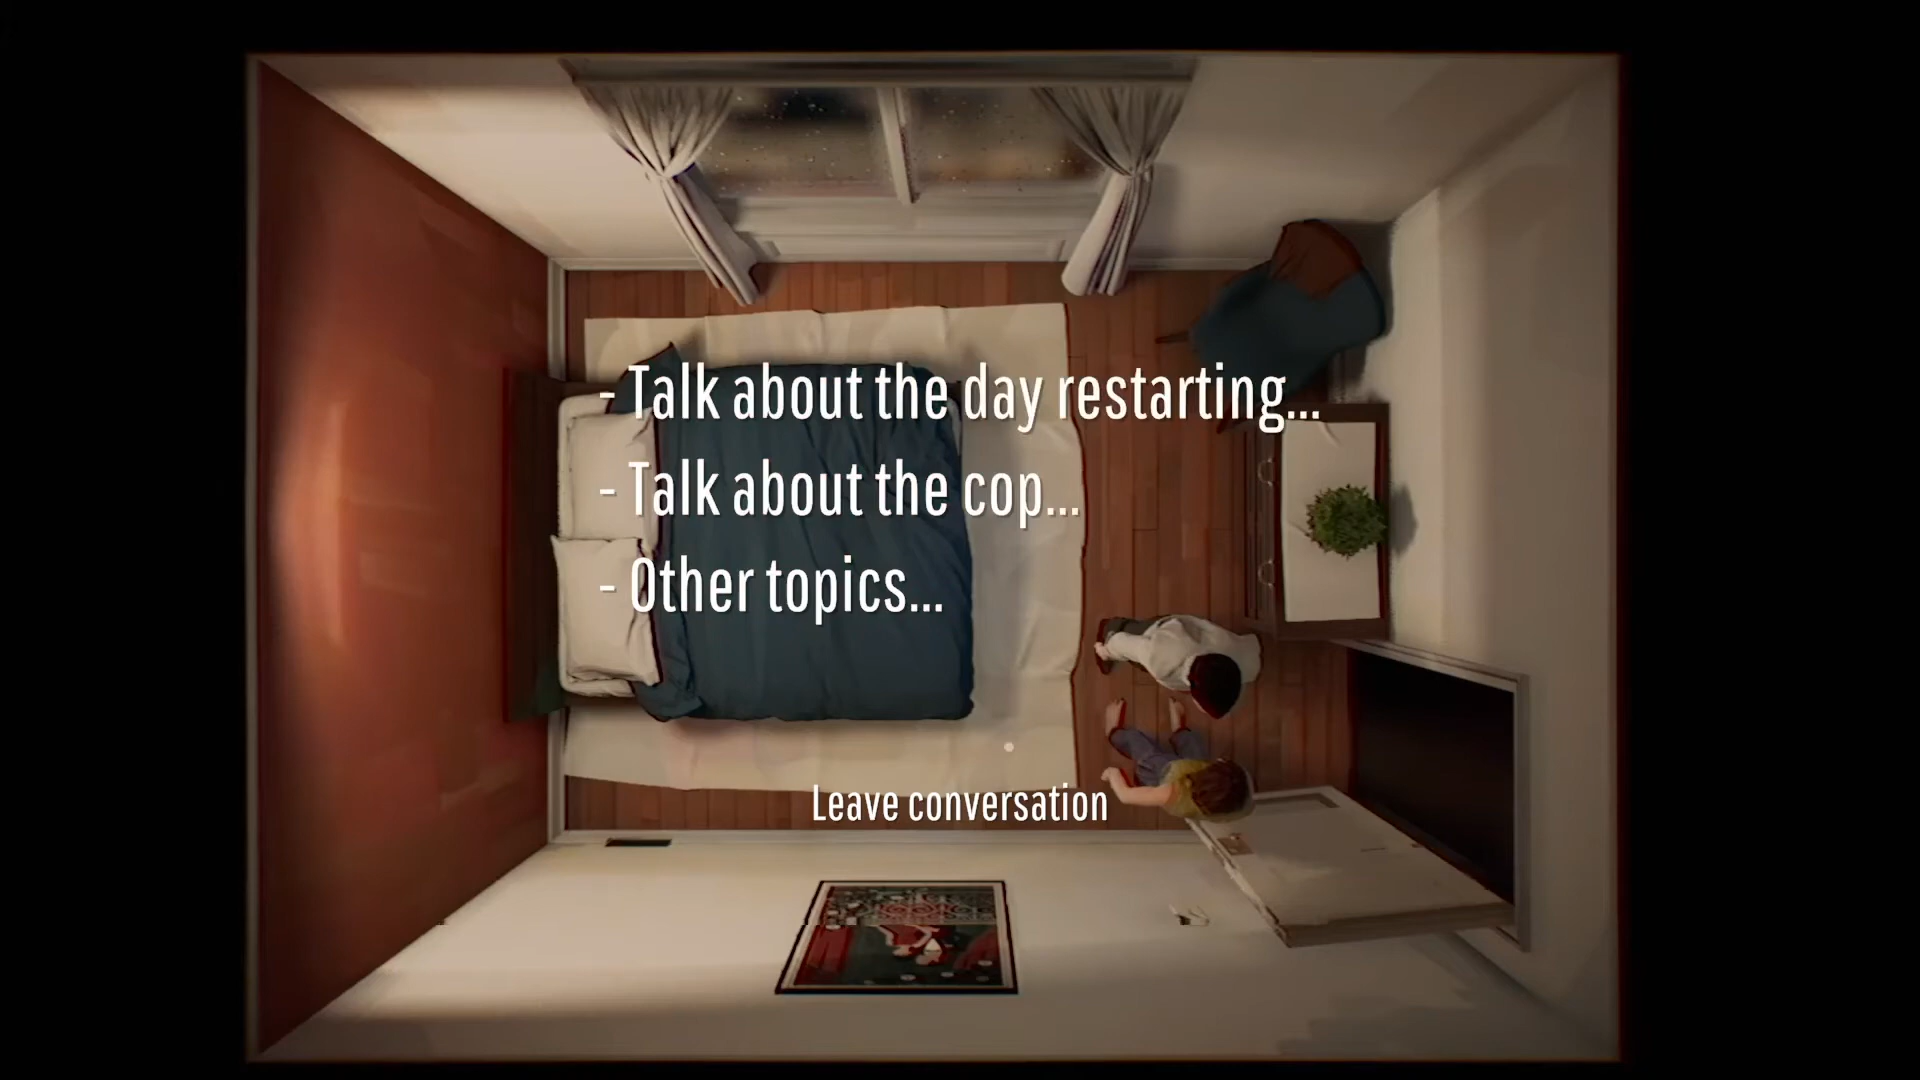 - Talk about the day restarting...
- Talk about the cop...
- Other topics...
Leave conversation